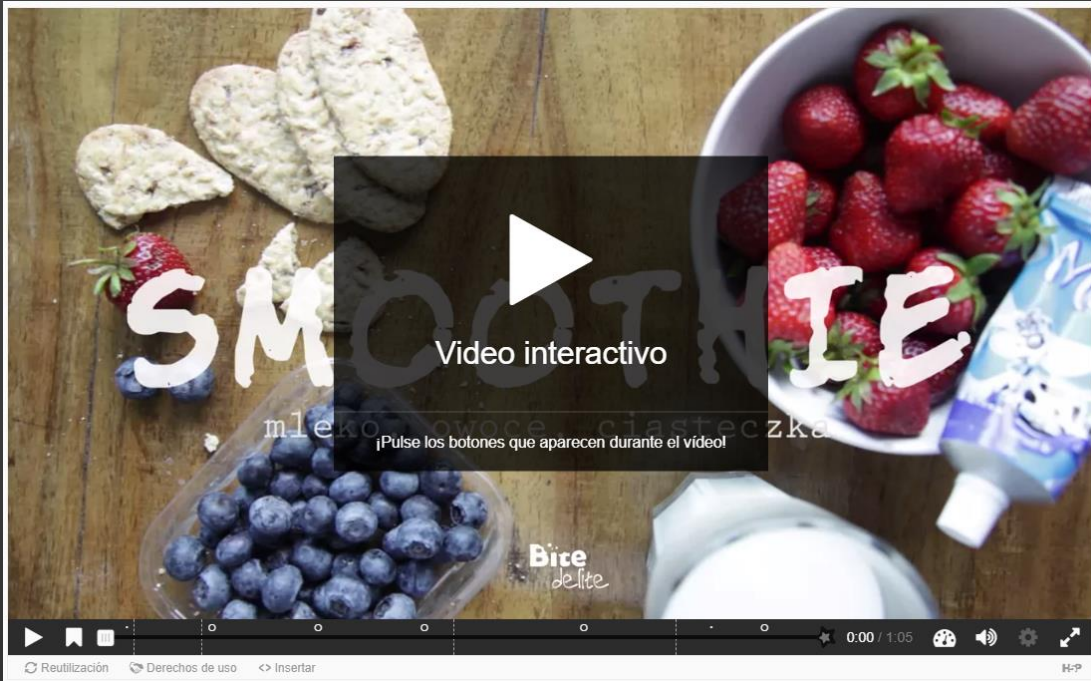 SMOOTHIE
Video interactivo
mleko, owoce, ciasteczka
¡Pulse los botones que aparecen durante el vídeo!
Bite
delite
0:00 / 1:05
Reutilización Derechos de uso <> Insertar H-P